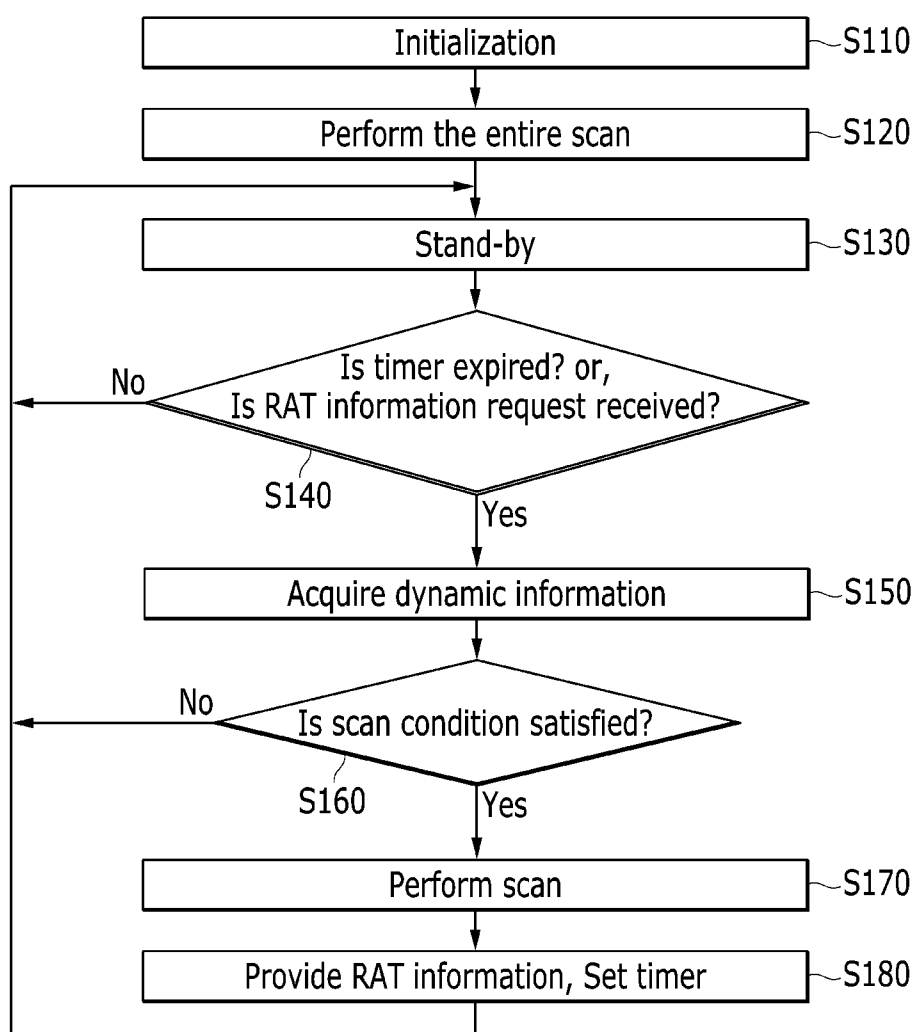 Initialization
S110
Perform the entire scan
S120
Stand-by
S130
Is timer expired? or,
Is RAT information request received?
No
S140
Yes
Acquire dynamic information
S150
No
Is scan condition satisfied?
S160
Yes
Perform scan
S170
Provide RAT information, Set timer
S180